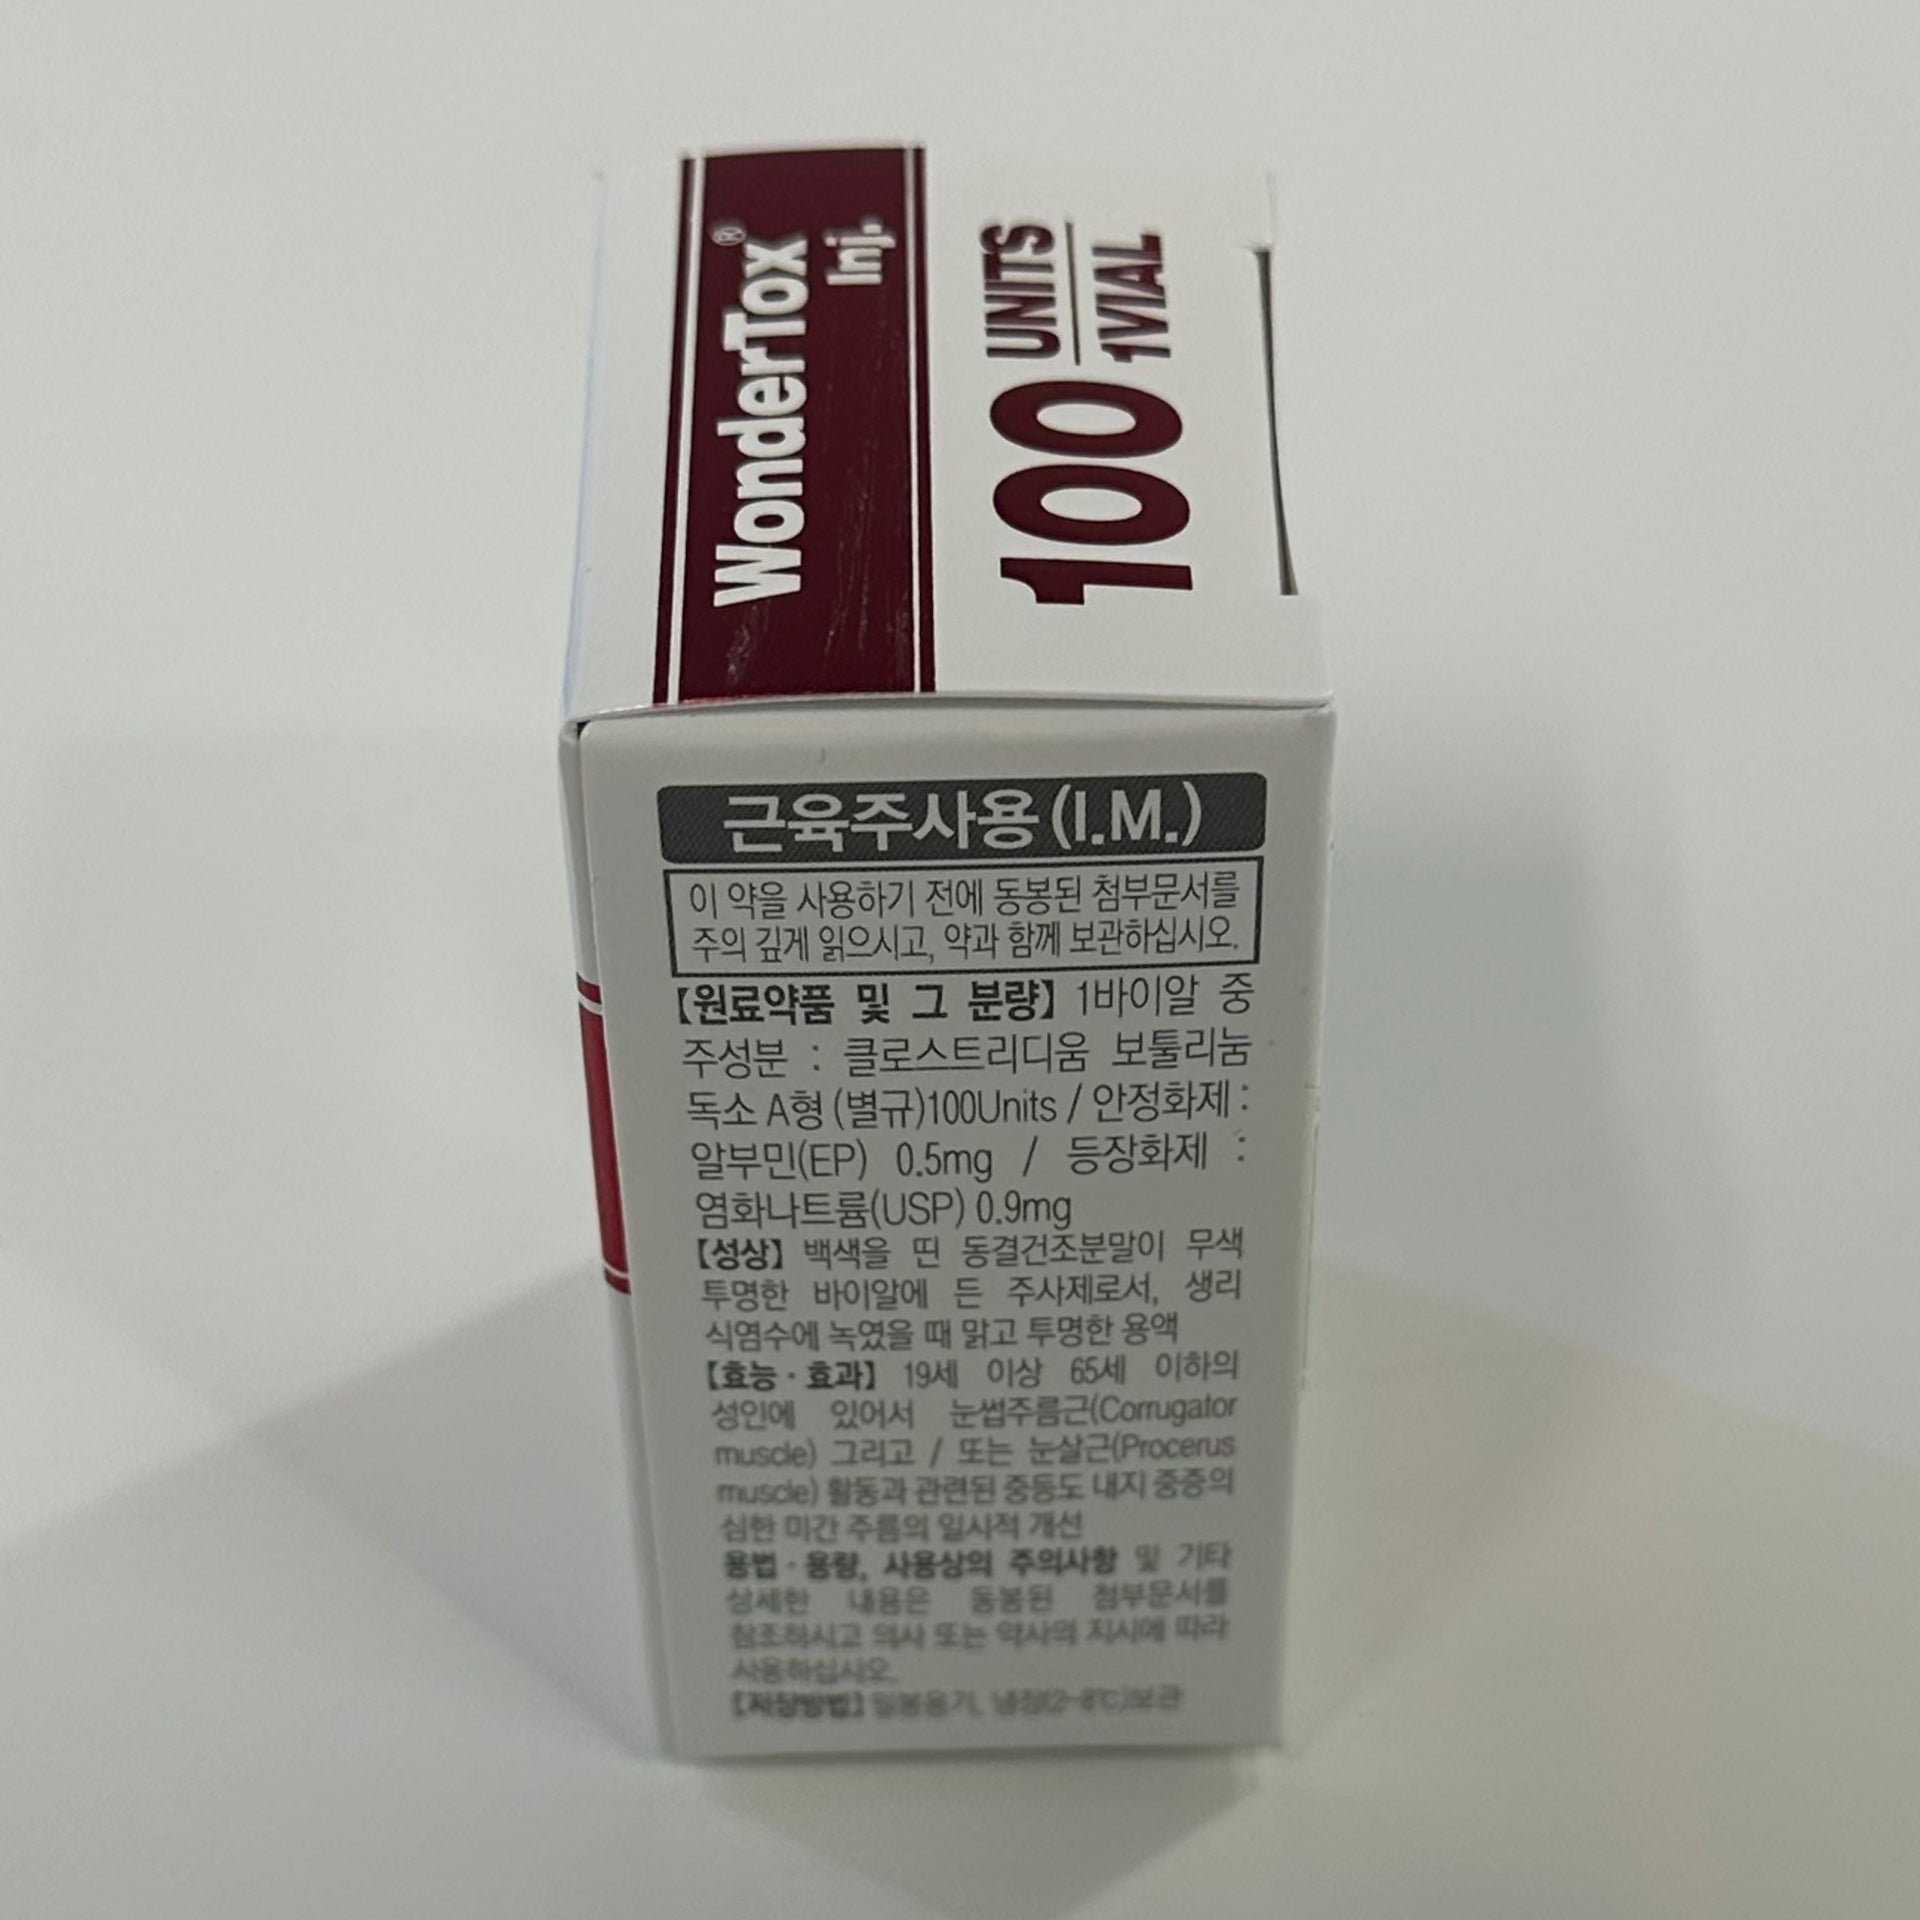 WonderTox®
Inj.
100 UNITS
1VIAL
근육주사용(I.M.)
이 약을 사용하기 전에 동봉된 첨부문서를
주의 깊게 읽으시고, 약과 함께 보관하십시오.
【원료약품 및 그 분량】 1바이알 중
주성분 : 클로스트리디움 보툴리눔
독소 A형 (별규)100Units / 안정화제 :
알부민(EP) 0.5mg / 등장화제 :
염화나트륨(USP) 0.9mg
【성상】 백색을 띤 동결건조분말이 무색
투명한 바이알에 든 주사제로서, 생리
식염수에 녹였을 때 맑고 투명한 용액
【효능·효과】 19세 이상 65세 이하의
성인에 있어서 눈썹주름근(Corrugator
muscle) 그리고 / 또는 눈살근(Procerus
muscle) 활동과 관련된 중등도 내지 중증의
심한 미간 주름의 일시적 개선
용법·용량, 사용상의 주의사항 및 기타
상세한 내용은 동봉된 첨부문서를
참조하시고 의사 또는 약사의 지시에 따라
사용하십시오.
【저장방법】 밀봉용기, 냉장(2-8℃)보관